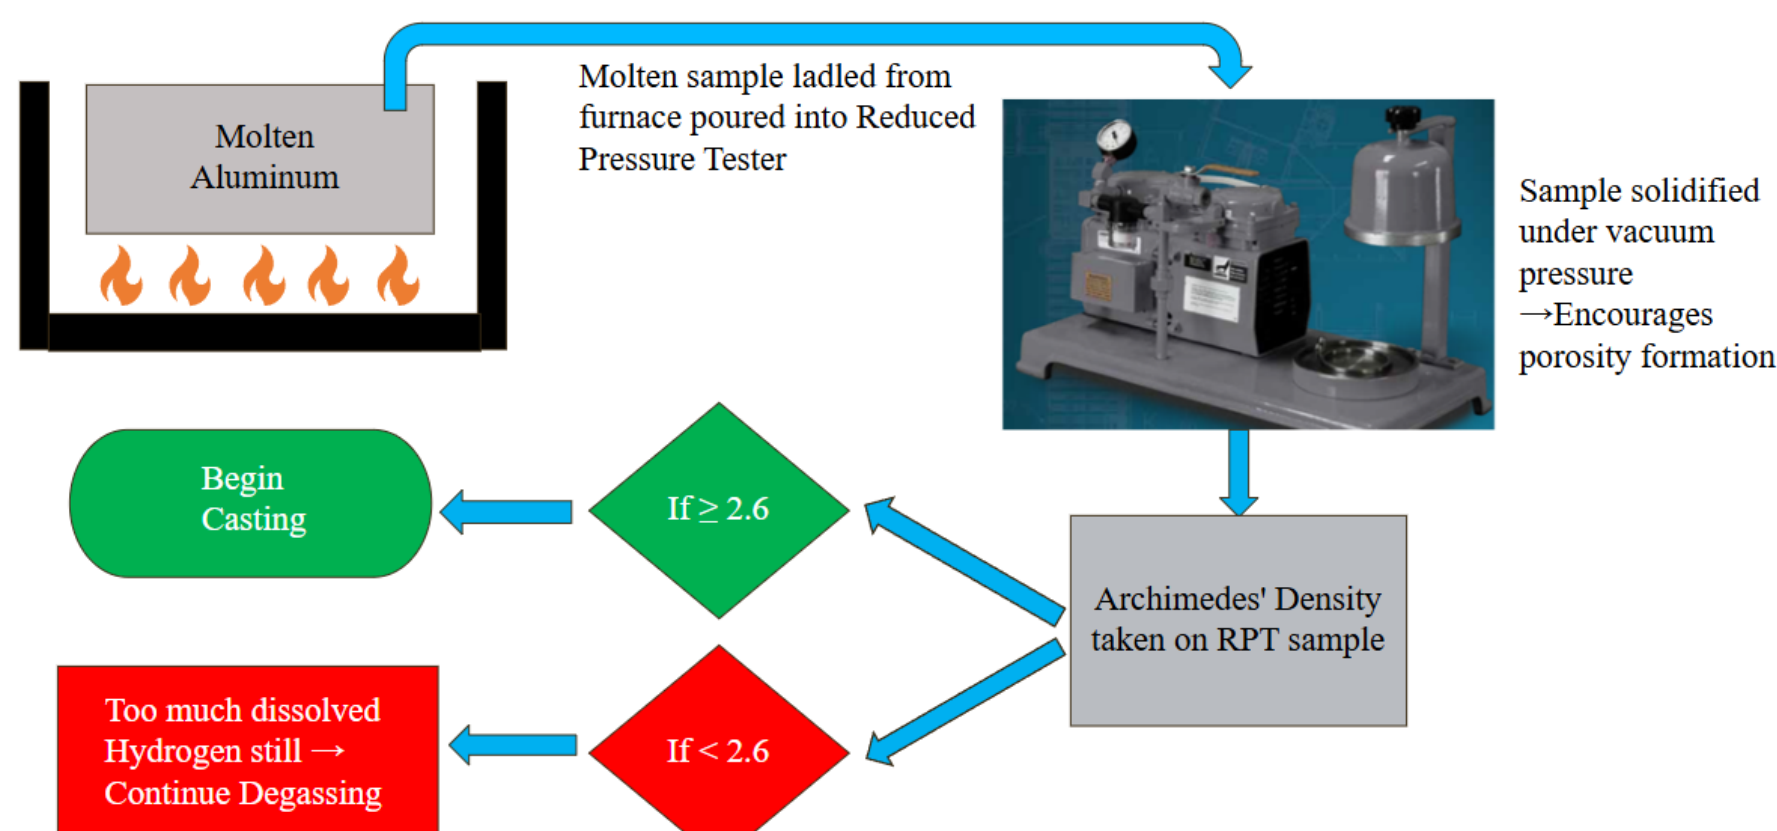 Molten
Aluminum
Molten sample ladled from
furnace poured into Reduced
Pressure Tester
Sample solidified
under vacuum
pressure
→Encourages
porosity formation
Archimedes' Density
taken on RPT sample
If ≥ 2.6
Begin
Casting
If < 2.6
Too much dissolved
Hydrogen still →
Continue Degassing